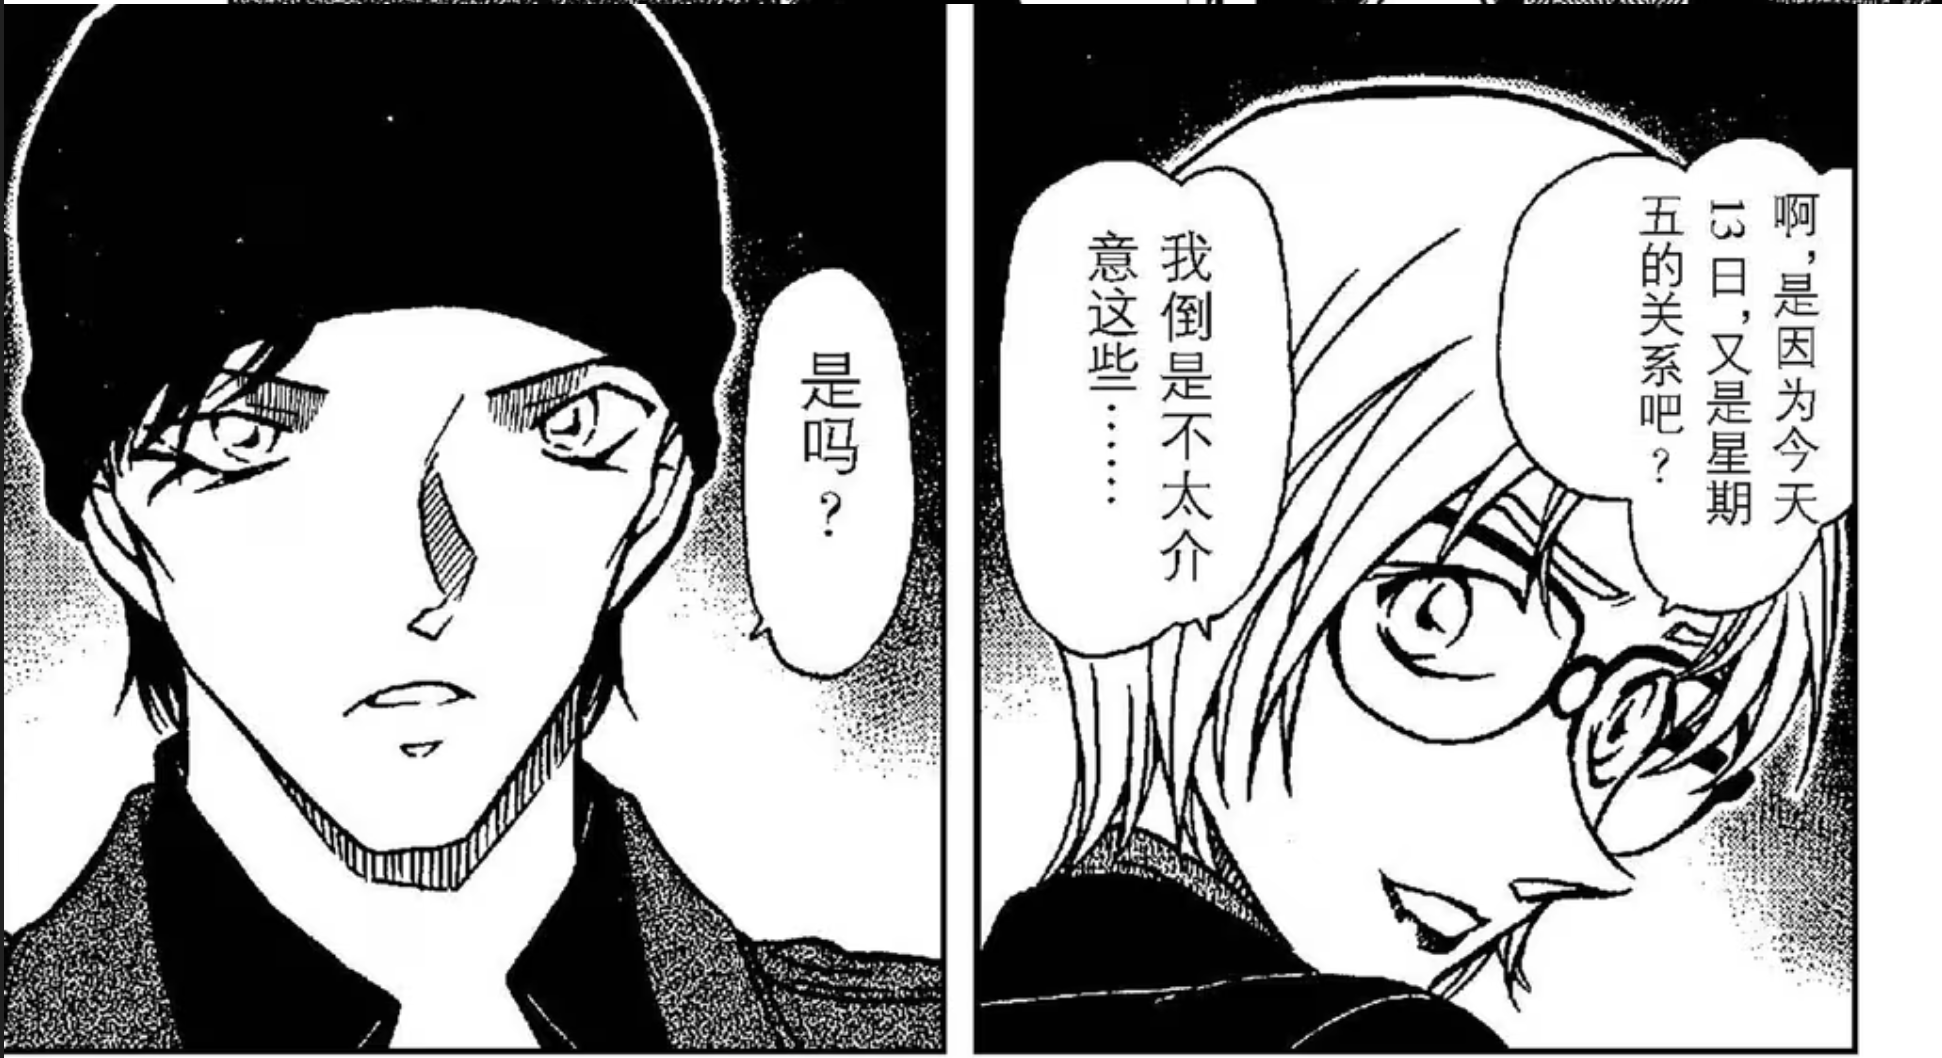 啊，是因为今天
13日，又是星期
五的关系吧？
我倒是不太介
意这些……
是吗？